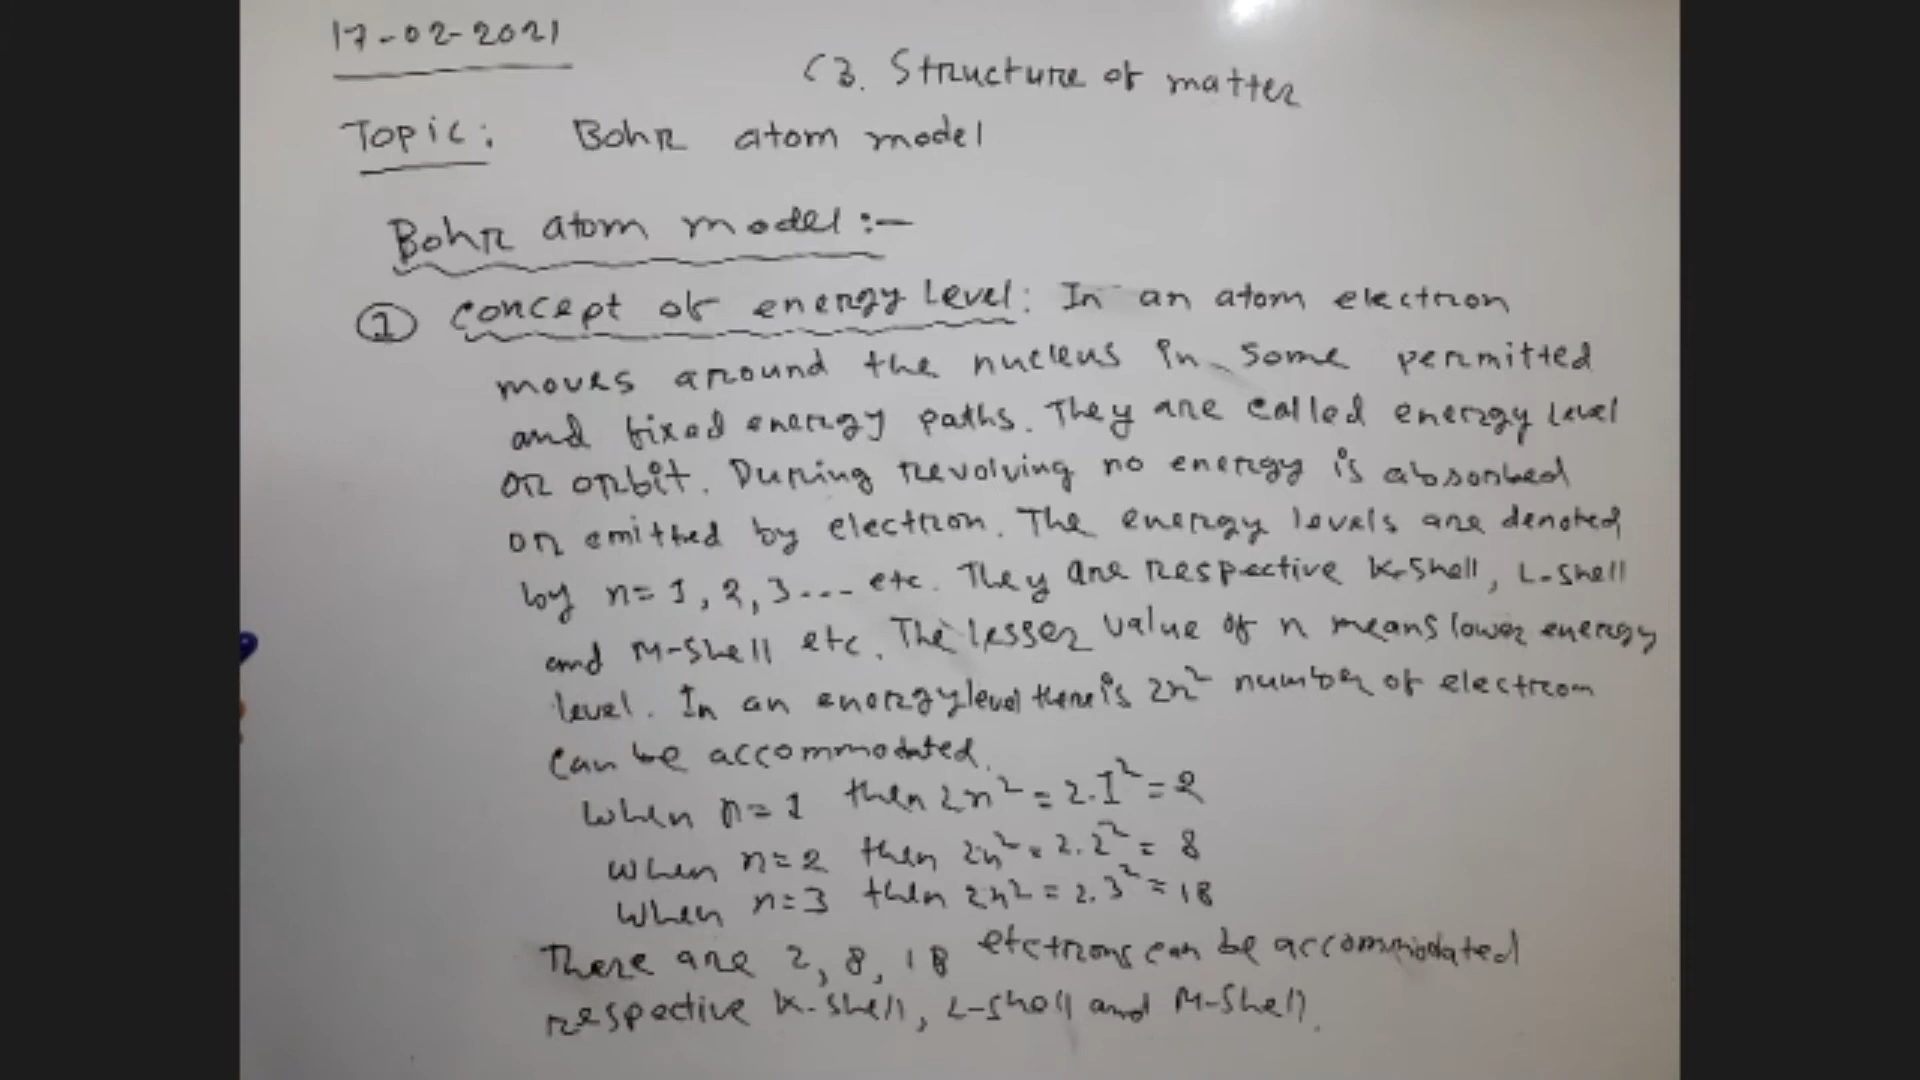 17-02-2021
C3. Structure of matter
Topic: Bohr atom model
Bohr atom model:-
① concept of energy Level: In an atom electron
moves around the nucleus in some permitted
and fixed energy paths. They are called energy level
or orbit. During revolving no energy is absorbed
or emitted by electron. The energy levels are denoted
by n=1, 2, 3... etc. They are respective K-shell, L-shell
and M-Shell etc. The lesser value of n means lower energy
level. In an energy level there is 2n² number of electron
can be accommodated.
When n=1 then 2n² = 2.1² = 2
When n=2 then 2n² = 2.2² = 8
When n=3 then 2n² = 2.3² = 18
There are 2, 8, 18 electrons can be accommodated
respective K-shell, L-shell and M-Shell.